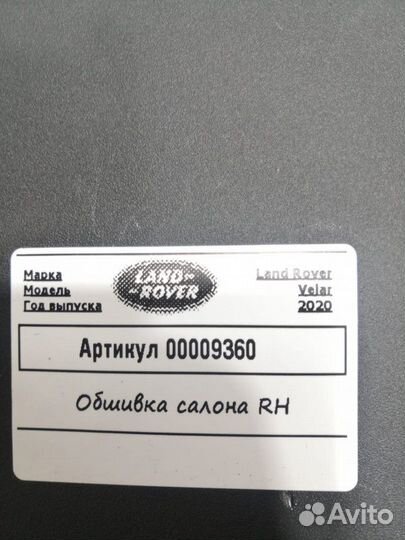 Марка Land Rover
Модель Velar
Год выпуска 2020
LAND-
-ROVER
Артикул 00009360
Обшивка салона RH
Avito